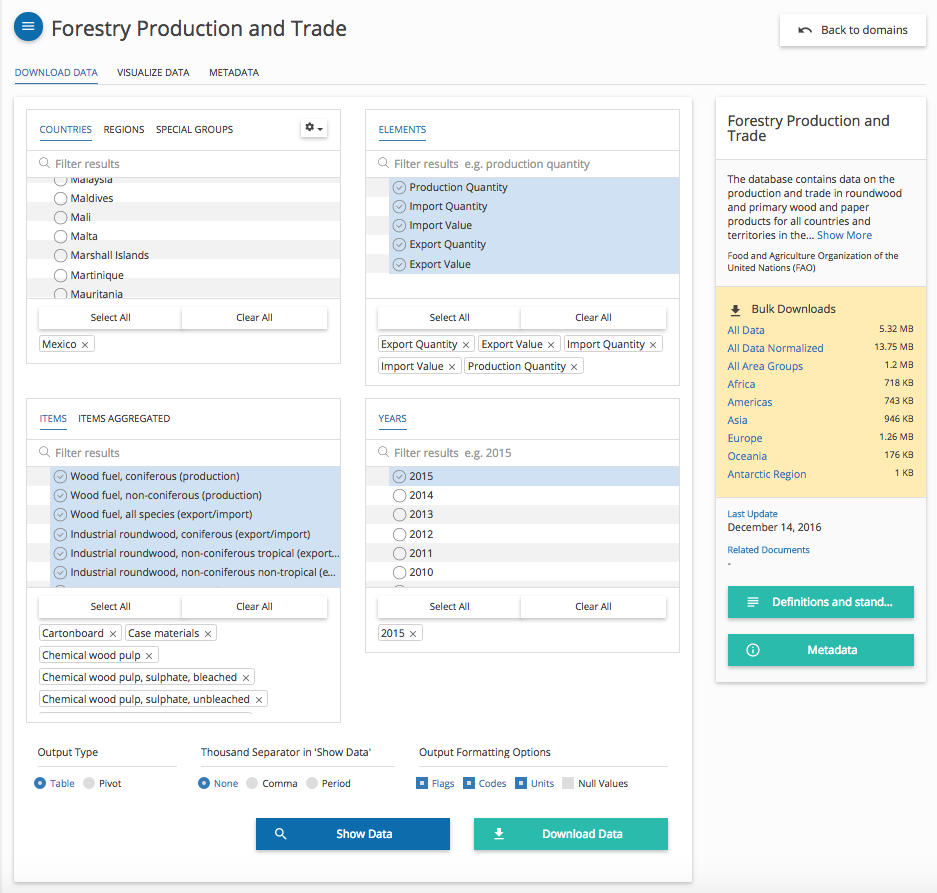 Forestry Production and Trade
Back to domains
DOWNLOAD DATA VISUALIZE DATA METADATA
COUNTRIES REGIONS SPECIAL GROUPS
Filter results
Malaysia
Maldives
Mali
Malta
Marshall Islands
Martinique
Mauritania
Select All Clear All
Mexico ×
ELEMENTS
Filter results e.g. production quantity
Production Quantity
Import Quantity
Import Value
Export Quantity
Export Value
Select All Clear All
Export Quantity × Export Value × Import Quantity ×
Import Value × Production Quantity ×
ITEMS ITEMS AGGREGATED
Filter results
Wood fuel, coniferous (production)
Wood fuel, non-coniferous (production)
Wood fuel, all species (export/import)
Industrial roundwood, coniferous (export/import)
Industrial roundwood, non-coniferous tropical (export...
Industrial roundwood, non-coniferous non-tropical (e...
Select All Clear All
Cartonboard × Case materials ×
Chemical wood pulp ×
Chemical wood pulp, sulphate, bleached ×
Chemical wood pulp, sulphate, unbleached ×
YEARS
Filter results e.g. 2015
2015
2014
2013
2012
2011
2010
Select All Clear All
2015 ×
Output Type
Table Pivot
Thousand Separator in 'Show Data'
None Comma Period
Output Formatting Options
Flags Codes Units Null Values
Show Data
Download Data
Forestry Production and
Trade
The database contains data on the
production and trade in roundwood
and primary wood and paper
products for all countries and
territories in the... Show More
Food and Agriculture Organization of the
United Nations (FAO)
Bulk Downloads
All Data 5.32 MB
All Data Normalized 13.75 MB
All Area Groups 1.2 MB
Africa 718 KB
Americas 743 KB
Asia 946 KB
Europe 1.26 MB
Oceania 176 KB
Antarctic Region 1 KB
Last Update
December 14, 2016
Related Documents
-
Definitions and stand...
Metadata